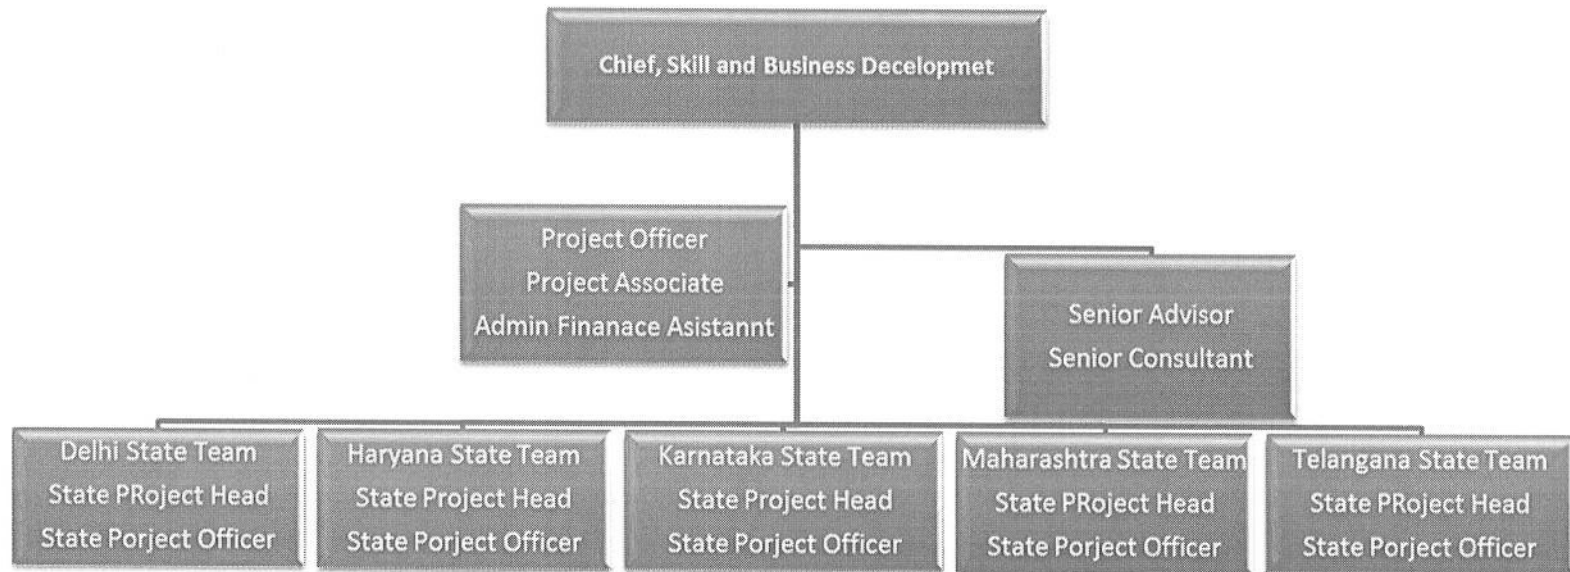 Chief, Skill and Business Decelopmet
Project Officer
Project Associate
Admin Finanace Asistannt
Senior Advisor
Senior Consultant
Delhi State Team
State PRoject Head
State Porject Officer
Haryana State Team
State Project Head
State Porject Officer
Karnataka State Team
State Project Head
State Porject Officer
Maharashtra State Team
State PRoject Head
State Porject Officer
Telangana State Team
State PRoject Head
State Porject Officer